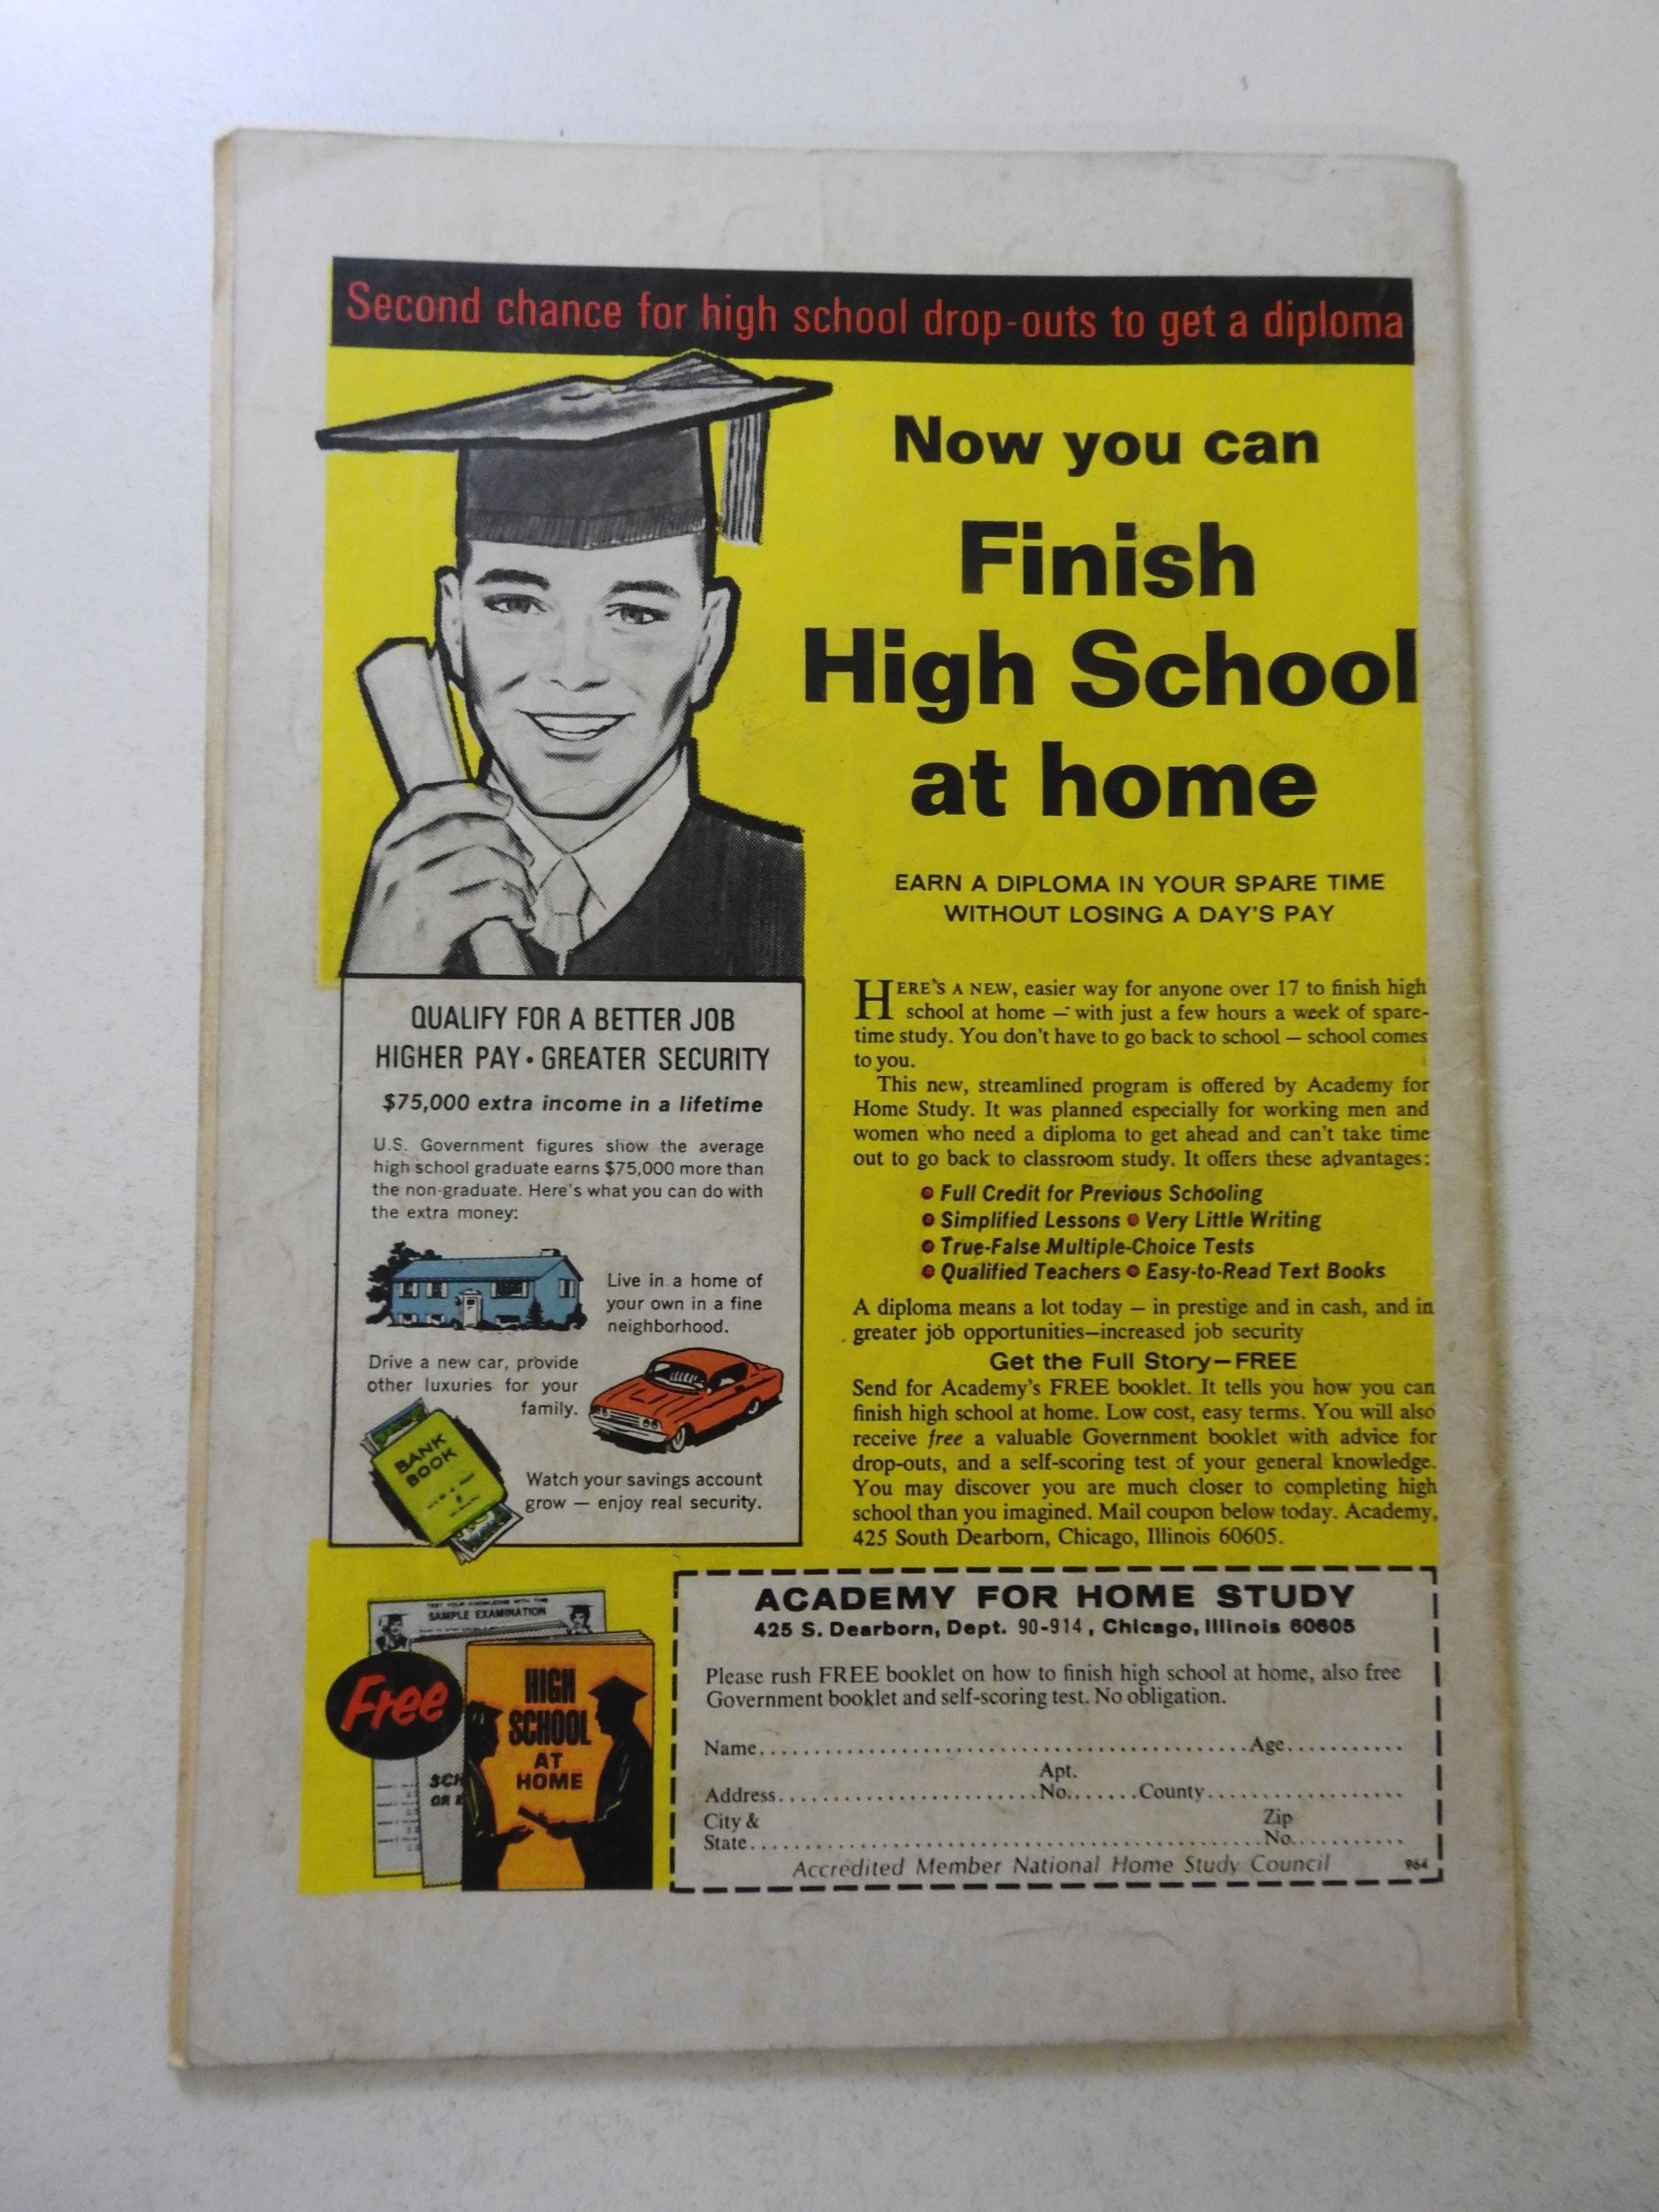 Second chance for high school drop-outs to get a diploma
Now you can
Finish
High School
at home
EARN A DIPLOMA IN YOUR SPARE TIME
WITHOUT LOSING A DAY'S PAY
QUALIFY FOR A BETTER JOB
HIGHER PAY • GREATER SECURITY
$75,000 extra income in a lifetime
U.S. Government figures show the average
high school graduate earns $75,000 more than
the non-graduate. Here's what you can do with
the extra money:
Live in a home of
your own in a fine
neighborhood.
Drive a new car, provide
other luxuries for your
family.
BANK
BOOK
Watch your savings account
grow — enjoy real security.
HERE'S A NEW, easier way for anyone over 17 to finish high
school at home — with just a few hours a week of spare-
time study. You don't have to go back to school — school comes
to you.
This new, streamlined program is offered by Academy for
Home Study. It was planned especially for working men and
women who need a diploma to get ahead and can't take time
out to go back to classroom study. It offers these advantages:
• Full Credit for Previous Schooling
• Simplified Lessons • Very Little Writing
• True-False Multiple-Choice Tests
• Qualified Teachers • Easy-to-Read Text Books
A diploma means a lot today — in prestige and in cash, and in
greater job opportunities—increased job security
Get the Full Story—FREE
Send for Academy's FREE booklet. It tells you how you can
finish high school at home. Low cost, easy terms. You will also
receive free a valuable Government booklet with advice for
drop-outs, and a self-scoring test of your general knowledge.
You may discover you are much closer to completing high
school than you imagined. Mail coupon below today. Academy,
425 South Dearborn, Chicago, Illinois 60605.
TEST YOUR KNOWLEDGE WITH THIS
SAMPLE EXAMINATION
Free
HIGH
SCHOOL
AT
HOME
SCH
OR
ACADEMY FOR HOME STUDY
425 S. Dearborn, Dept. 90-914, Chicago, Illinois 60605
Please rush FREE booklet on how to finish high school at home, also free
Government booklet and self-scoring test. No obligation.
Name.......................................................Age............
Apt.
Address..........................No.......County...................
City & Zip
State.......................................................No............
Accredited Member National Home Study Council 964